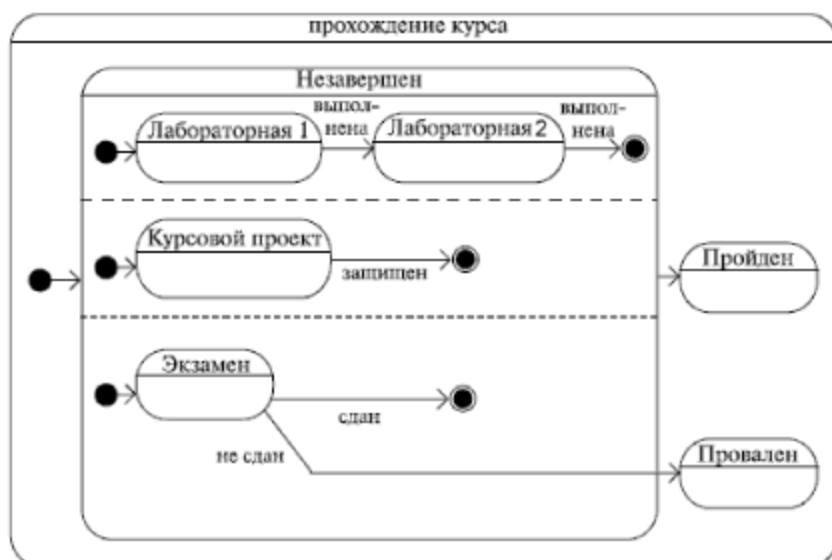 прохождение курса
Незавершен
Лабораторная 1
выпол-
нена
Лабораторная 2
выпол-
нена
Курсовой проект
защищен
Пройден
Экзамен
сдан
не сдан
Провален